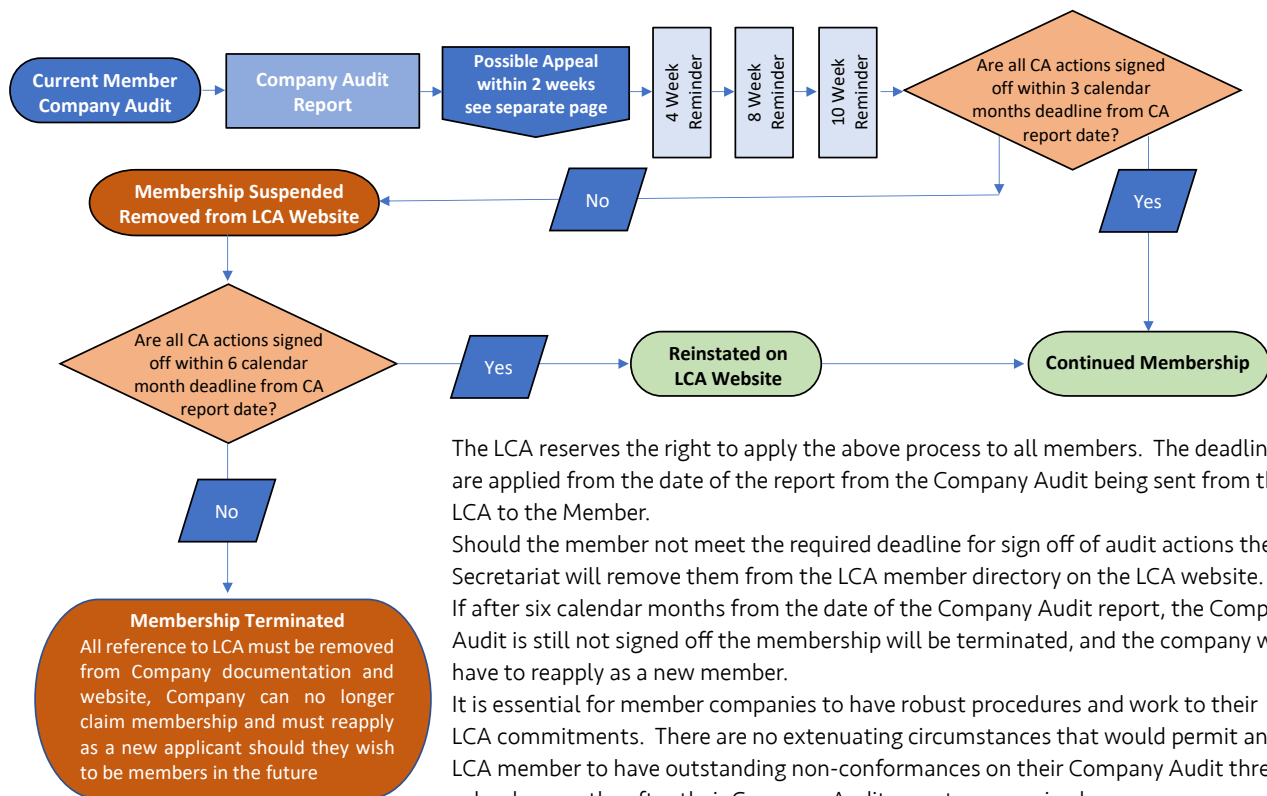 Current Member
Company Audit
Company Audit
Report
Possible Appeal
within 2 weeks
see separate page
4 Week
Reminder
8 Week
Reminder
10 Week
Reminder
Are all CA actions signed
off within 3 calendar
months deadline from CA
report date?
Membership Suspended
Removed from LCA Website
No
Yes
Are all CA actions signed
off within 6 calendar
month deadline from CA
report date?
Yes
Reinstated on
LCA Website
Continued Membership
No
Membership Terminated
All reference to LCA must be removed
from Company documentation and
website, Company can no longer
claim membership and must reapply
as a new applicant should they wish
to be members in the future
The LCA reserves the right to apply the above process to all members. The deadlin
are applied from the date of the report from the Company Audit being sent from th
LCA to the Member.
Should the member not meet the required deadline for sign off of audit actions the
Secretariat will remove them from the LCA member directory on the LCA website.
If after six calendar months from the date of the Company Audit report, the Comp
Audit is still not signed off the membership will be terminated, and the company w
have to reapply as a new member.
It is essential for member companies to have robust procedures and work to their
LCA commitments. There are no extenuating circumstances that would permit an
LCA member to have outstanding non-conformances on their Company Audit thre